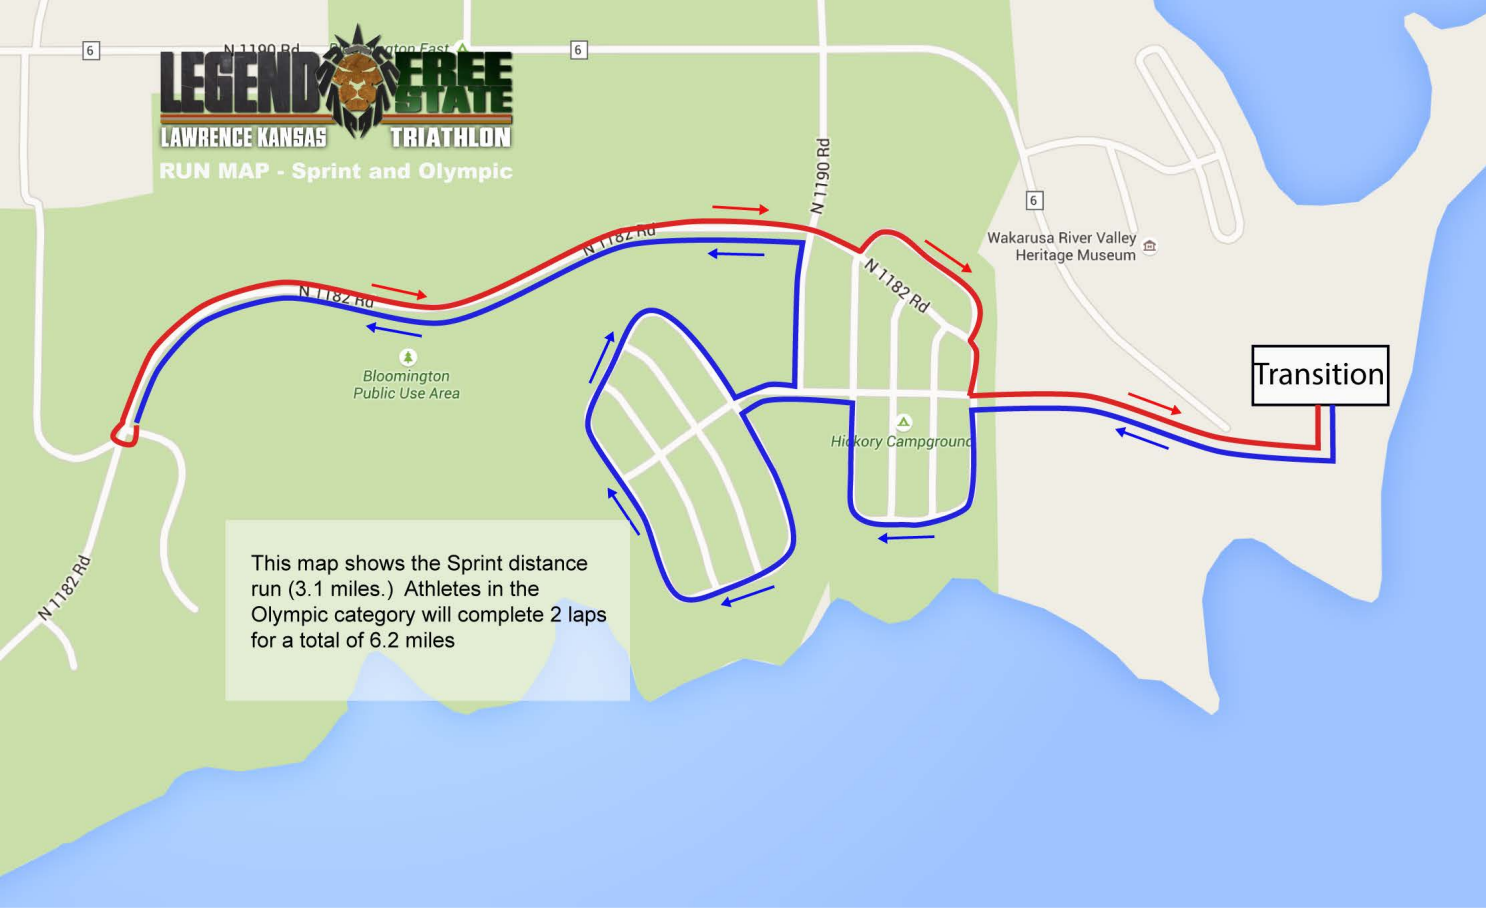 6
N 1190 Rd
6
LEGEND FREE
STATE
LAWRENCE KANSAS TRIATHLON
RUN MAP - Sprint and Olympic
N 1190 Rd
6
Wakarusa River Valley
Heritage Museum
N 1182 Rd
N 1182 Rd
N 1182 Rd
Transition
Bloomington
Public Use Area
Hickory Campground
N 1182 Rd
This map shows the Sprint distance
run (3.1 miles.) Athletes in the
Olympic category will complete 2 laps
for a total of 6.2 miles